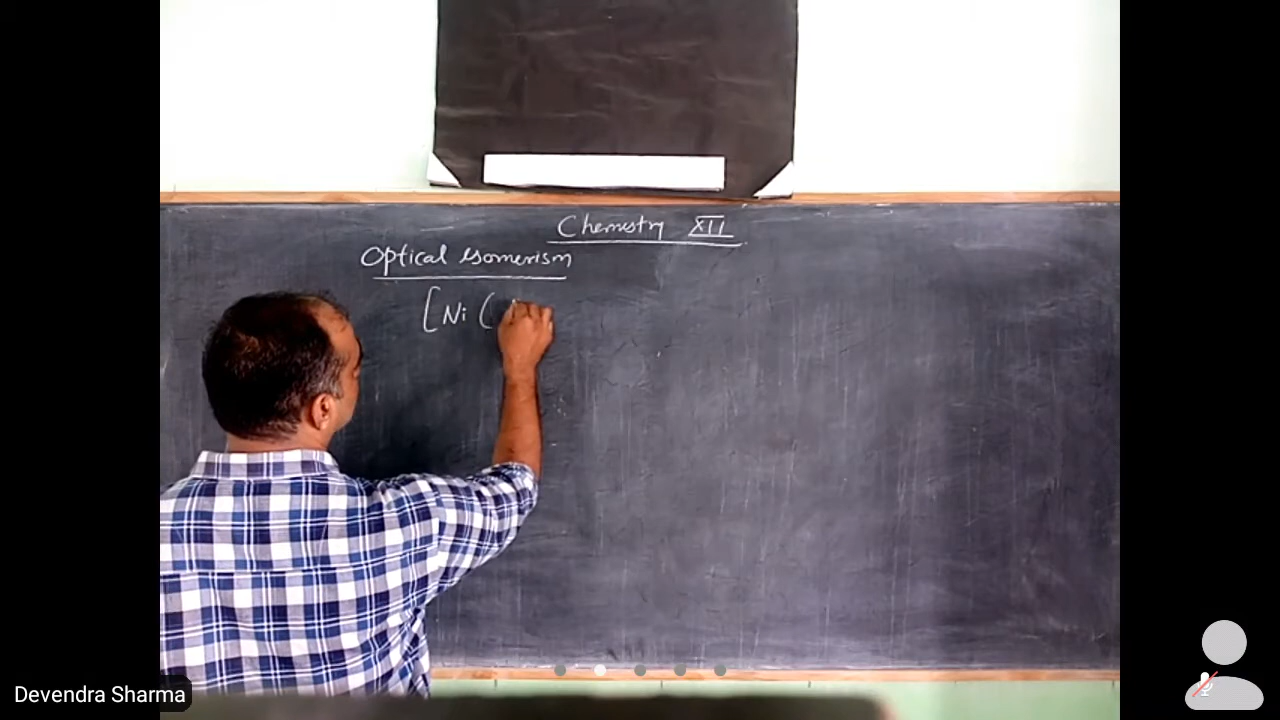 Chemistry XII
Optical isomerism
[Ni (
Devendra Sharma